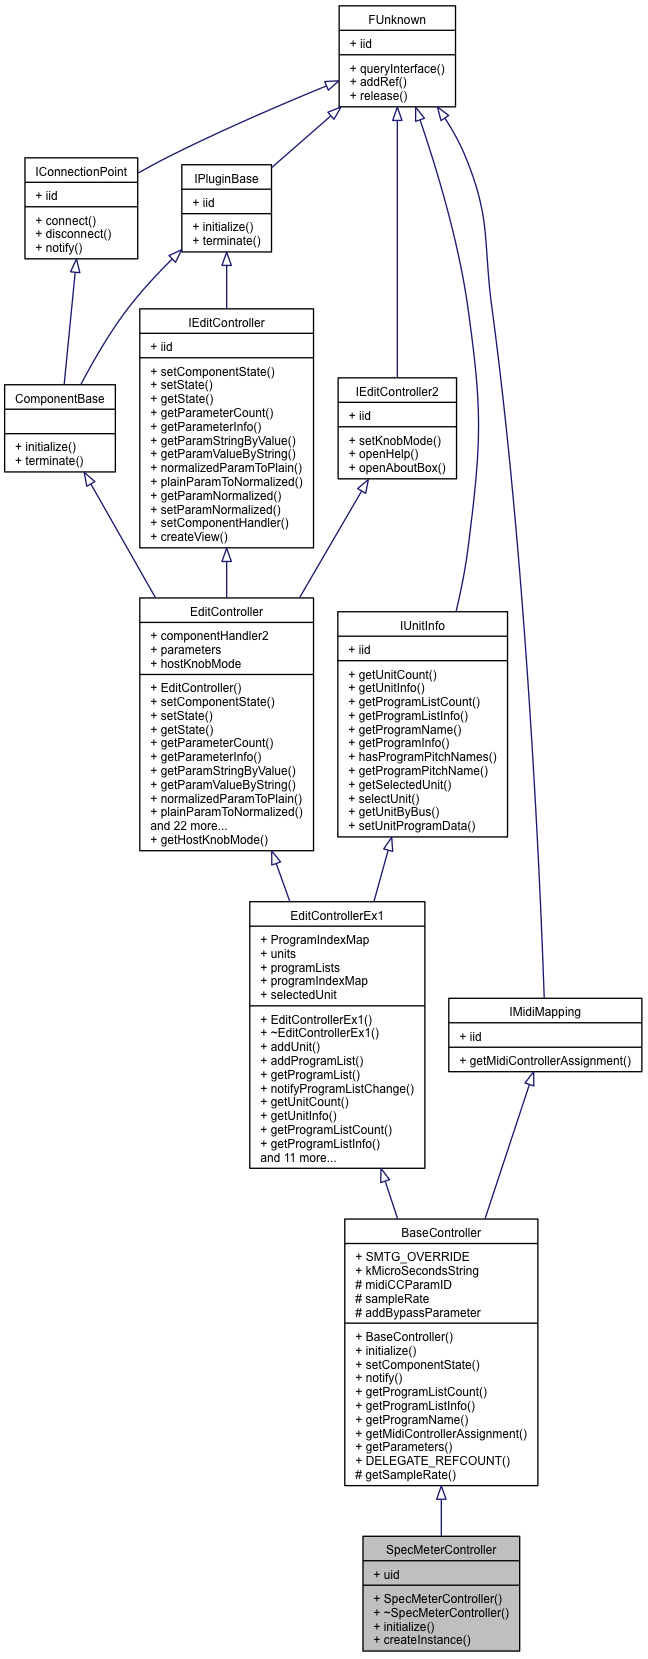 FUnknown
+ iid
+ queryInterface()
+ addRef()
+ release()
IConnectionPoint
+ iid
+ connect()
+ disconnect()
+ notify()
IPluginBase
+ iid
+ initialize()
+ terminate()
IEditController
+ iid
+ setComponentState()
+ setState()
+ getState()
+ getParameterCount()
+ getParameterInfo()
+ getParamStringByValue()
+ getParamValueByString()
+ normalizedParamToPlain()
+ plainParamToNormalized()
+ getParamNormalized()
+ setParamNormalized()
+ setComponentHandler()
+ createView()
IEditController2
+ iid
+ setKnobMode()
+ openHelp()
+ openAboutBox()
ComponentBase
+ initialize()
+ terminate()
EditController
+ componentHandler2
+ parameters
+ hostKnobMode
+ EditController()
+ setComponentState()
+ setState()
+ getState()
+ getParameterCount()
+ getParameterInfo()
+ getParamStringByValue()
+ getParamValueByString()
+ normalizedParamToPlain()
+ plainParamToNormalized()
and 22 more...
+ getHostKnobMode()
IUnitInfo
+ iid
+ getUnitCount()
+ getUnitInfo()
+ getProgramListCount()
+ getProgramListInfo()
+ getProgramName()
+ getProgramInfo()
+ hasProgramPitchNames()
+ getProgramPitchName()
+ getSelectedUnit()
+ selectUnit()
+ getUnitByBus()
+ setUnitProgramData()
EditControllerEx1
+ ProgramIndexMap
+ units
+ programLists
+ programIndexMap
+ selectedUnit
+ EditControllerEx1()
+ ~EditControllerEx1()
+ addUnit()
+ addProgramList()
+ getProgramList()
+ notifyProgramListChange()
+ getUnitCount()
+ getUnitInfo()
+ getProgramListCount()
+ getProgramListInfo()
and 11 more...
IMidiMapping
+ iid
+ getMidiControllerAssignment()
BaseController
+ SMTG_OVERRIDE
+ kMicroSecondsString
# midiCCParamID
# sampleRate
# addBypassParameter
+ BaseController()
+ initialize()
+ setComponentState()
+ notify()
+ getProgramListCount()
+ getProgramListInfo()
+ getProgramName()
+ getMidiControllerAssignment()
+ getParameters()
+ DELEGATE_REFCOUNT()
# getSampleRate()
SpecMeterController
+ uid
+ SpecMeterController()
+ ~SpecMeterController()
+ initialize()
+ createInstance()